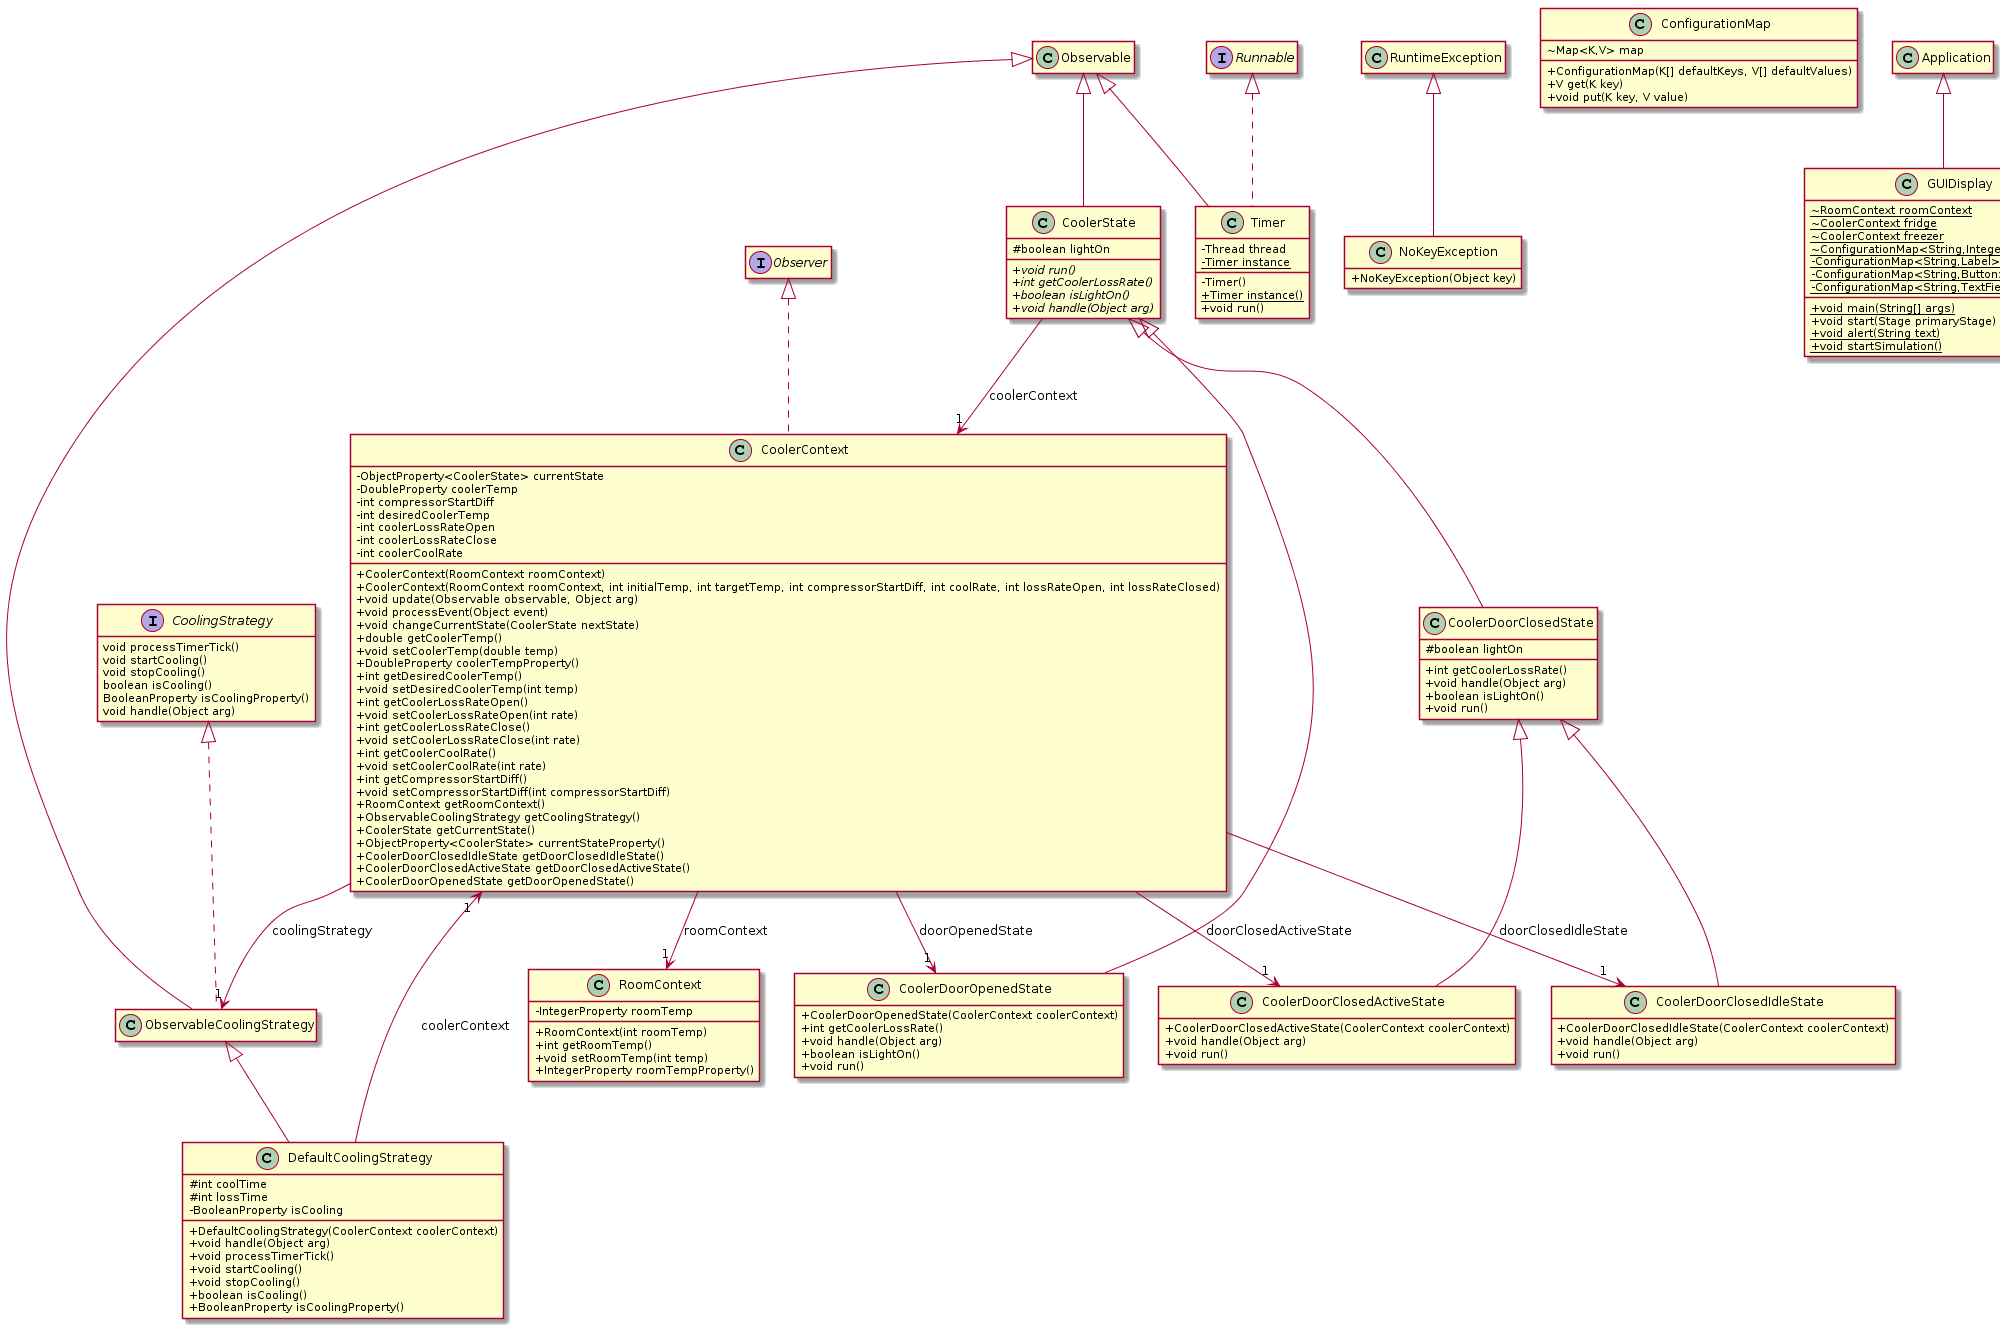 C ConfigurationMap
~Map<K,V> map
+ConfigurationMap(K[] defaultKeys, V[] defaultValues)
+V get(K key)
+void put(K key, V value)
C Observable
I Runnable
C RuntimeException
C Application
C GUIDisplay
~RoomContext roomContext
~CoolerContext fridge
~CoolerContext freezer
~ConfigurationMap<String,Intege
-ConfigurationMap<String,Label>
-ConfigurationMap<String,Button
-ConfigurationMap<String,TextFie
+void main(String[] args)
+void start(Stage primaryStage)
+void alert(String text)
+void startSimulation()
C CoolerState
#boolean lightOn
+void run()
+int getCoolerLossRate()
+boolean isLightOn()
+void handle(Object arg)
C Timer
-Thread thread
-Timer instance
-Timer()
+Timer instance()
+void run()
C NoKeyException
+NoKeyException(Object key)
I Observer
coolerContext
1
C CoolerContext
-ObjectProperty<CoolerState> currentState
-DoubleProperty coolerTemp
-int compressorStartDiff
-int desiredCoolerTemp
-int coolerLossRateOpen
-int coolerLossRateClose
-int coolerCoolRate
+CoolerContext(RoomContext roomContext)
+CoolerContext(RoomContext roomContext, int initialTemp, int targetTemp, int compressorStartDiff, int coolRate, int lossRateOpen, int lossRateClosed)
+void update(Observable observable, Object arg)
+void processEvent(Object event)
+void changeCurrentState(CoolerState nextState)
+double getCoolerTemp()
+void setCoolerTemp(double temp)
+DoubleProperty coolerTempProperty()
+int getDesiredCoolerTemp()
+void setDesiredCoolerTemp(int temp)
+int getCoolerLossRateOpen()
+void setCoolerLossRateOpen(int rate)
+int getCoolerLossRateClose()
+void setCoolerLossRateClose(int rate)
+int getCoolerCoolRate()
+void setCoolerCoolRate(int rate)
+int getCompressorStartDiff()
+void setCompressorStartDiff(int compressorStartDiff)
+RoomContext getRoomContext()
+ObservableCoolingStrategy getCoolingStrategy()
+CoolerState getCurrentState()
+ObjectProperty<CoolerState> currentStateProperty()
+CoolerDoorClosedIdleState getDoorClosedIdleState()
+CoolerDoorClosedActiveState getDoorClosedActiveState()
+CoolerDoorOpenedState getDoorOpenedState()
I CoolingStrategy
void processTimerTick()
void startCooling()
void stopCooling()
boolean isCooling()
BooleanProperty isCoolingProperty()
void handle(Object arg)
C CoolerDoorClosedState
#boolean lightOn
+int getCoolerLossRate()
+void handle(Object arg)
+boolean isLightOn()
+void run()
1
coolingStrategy
roomContext
doorOpenedState
doorClosedActiveState
doorClosedIdleState
1
1
1
1
1
C ObservableCoolingStrategy
coolerContext
C RoomContext
-IntegerProperty roomTemp
+RoomContext(int roomTemp)
+int getRoomTemp()
+void setRoomTemp(int temp)
+IntegerProperty roomTempProperty()
C CoolerDoorOpenedState
+CoolerDoorOpenedState(CoolerContext coolerContext)
+int getCoolerLossRate()
+void handle(Object arg)
+boolean isLightOn()
+void run()
C CoolerDoorClosedActiveState
+CoolerDoorClosedActiveState(CoolerContext coolerContext)
+void handle(Object arg)
+void run()
C CoolerDoorClosedIdleState
+CoolerDoorClosedIdleState(CoolerContext coolerContext)
+void handle(Object arg)
+void run()
C DefaultCoolingStrategy
#int coolTime
#int lossTime
-BooleanProperty isCooling
+DefaultCoolingStrategy(CoolerContext coolerContext)
+void handle(Object arg)
+void processTimerTick()
+void startCooling()
+void stopCooling()
+boolean isCooling()
+BooleanProperty isCoolingProperty()